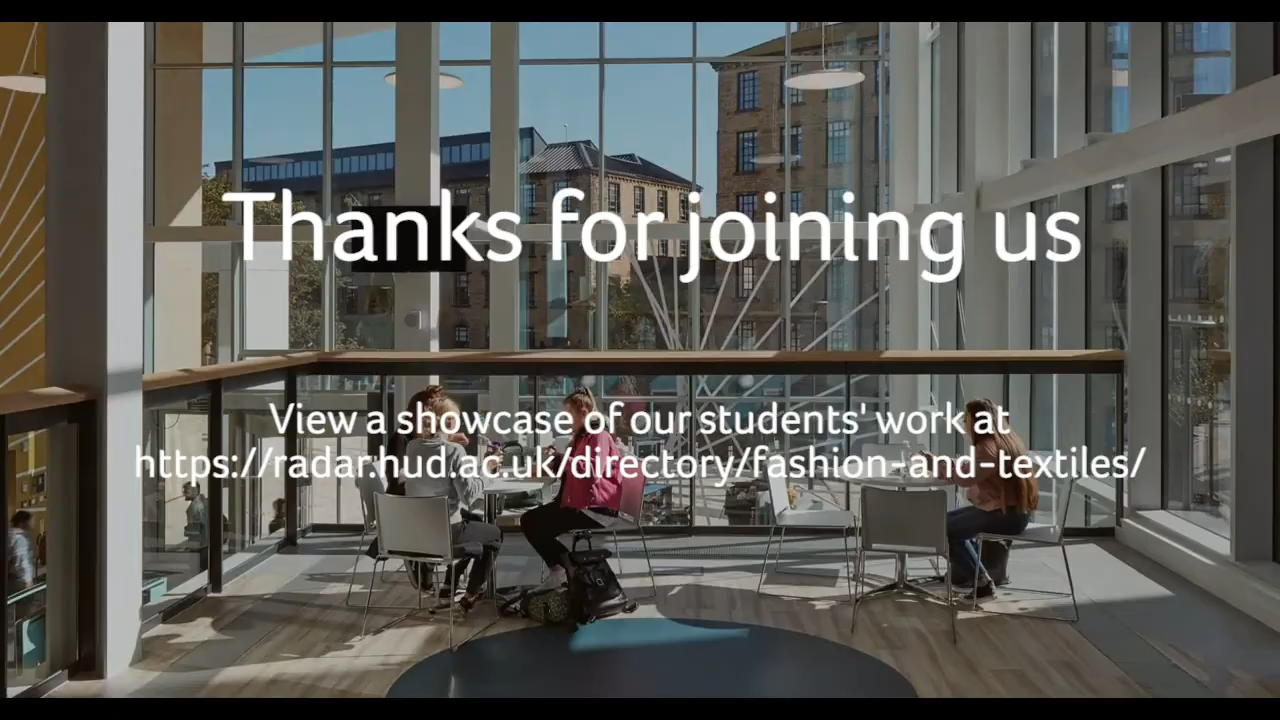 Thanks for joining us
View a showcase of our students' work at
https://radar.hud.ac.uk/directory/fashion-and-textiles/